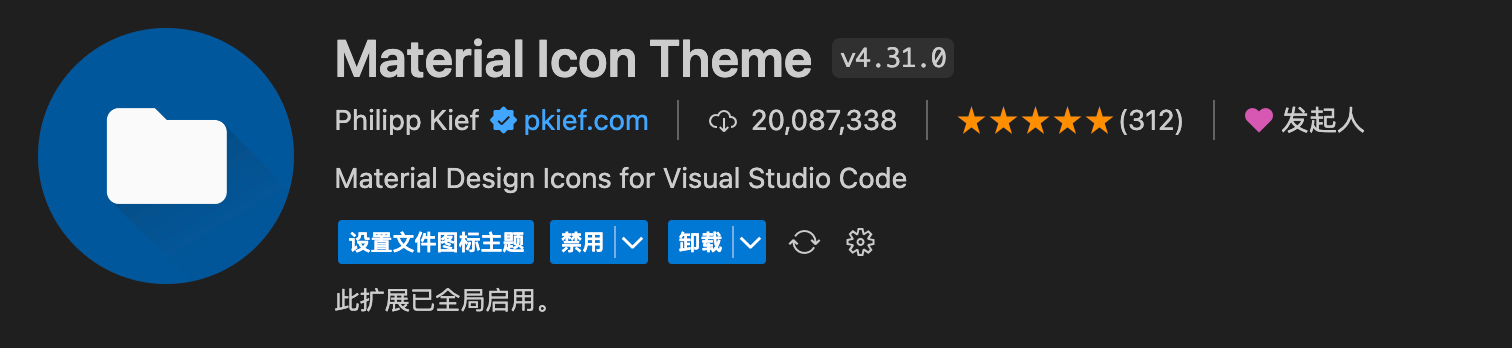 Material Icon Theme v4.31.0
Philipp Kief pkief.com 20,087,338 (312) 发起人
Material Design Icons for Visual Studio Code
设置文件图标主题 禁用 卸载
此扩展已全局启用。